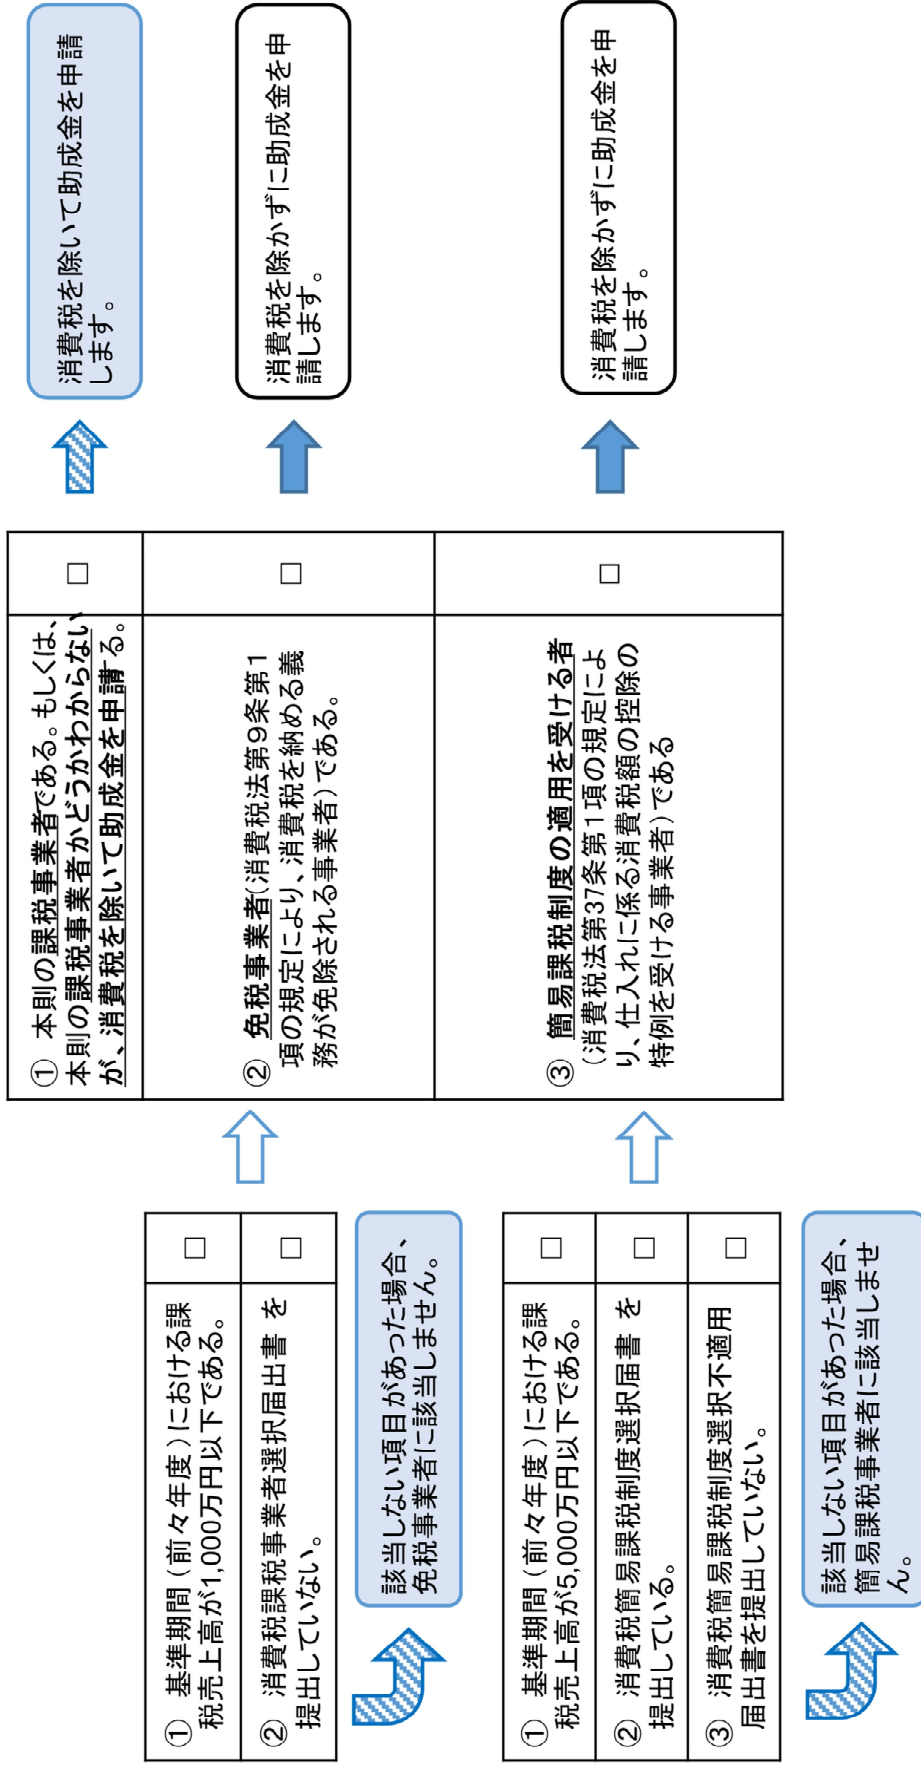 ① 基準期間（前々年度）における課
税売上高が1,000万円以下である。
□
② 消費税課税事業者選択届出書 を
提出していない。
□
該当しない項目があった場合、
免税事業者に該当しません。
① 基準期間（前々年度）における課
税売上高が5,000万円以下である。
□
② 消費税簡易課税制度選択届書 を
提出している。
□
③ 消費税簡易課税制度選択不適用
届出書を提出していない。
□
該当しない項目があった場合、
簡易課税事業者に該当しませ
ん。
① 本則の課税事業者である。もしくは、
本則の課税事業者かどうかわからない
が、消費税を除いて助成金を申請する。
□
② 免税事業者（消費税法第9条第1
項の規定により、消費税を納める義
務が免除される事業者）である。
□
③ 簡易課税制度の適用を受ける者
（消費税法第37条第1項の規定によ
り、仕入れに係る消費税額の控除の
特例を受ける事業者）である
□
消費税を除いて助成金を申請
します。
消費税を除かずに助成金を申
請します。
消費税を除かずに助成金を申
請します。